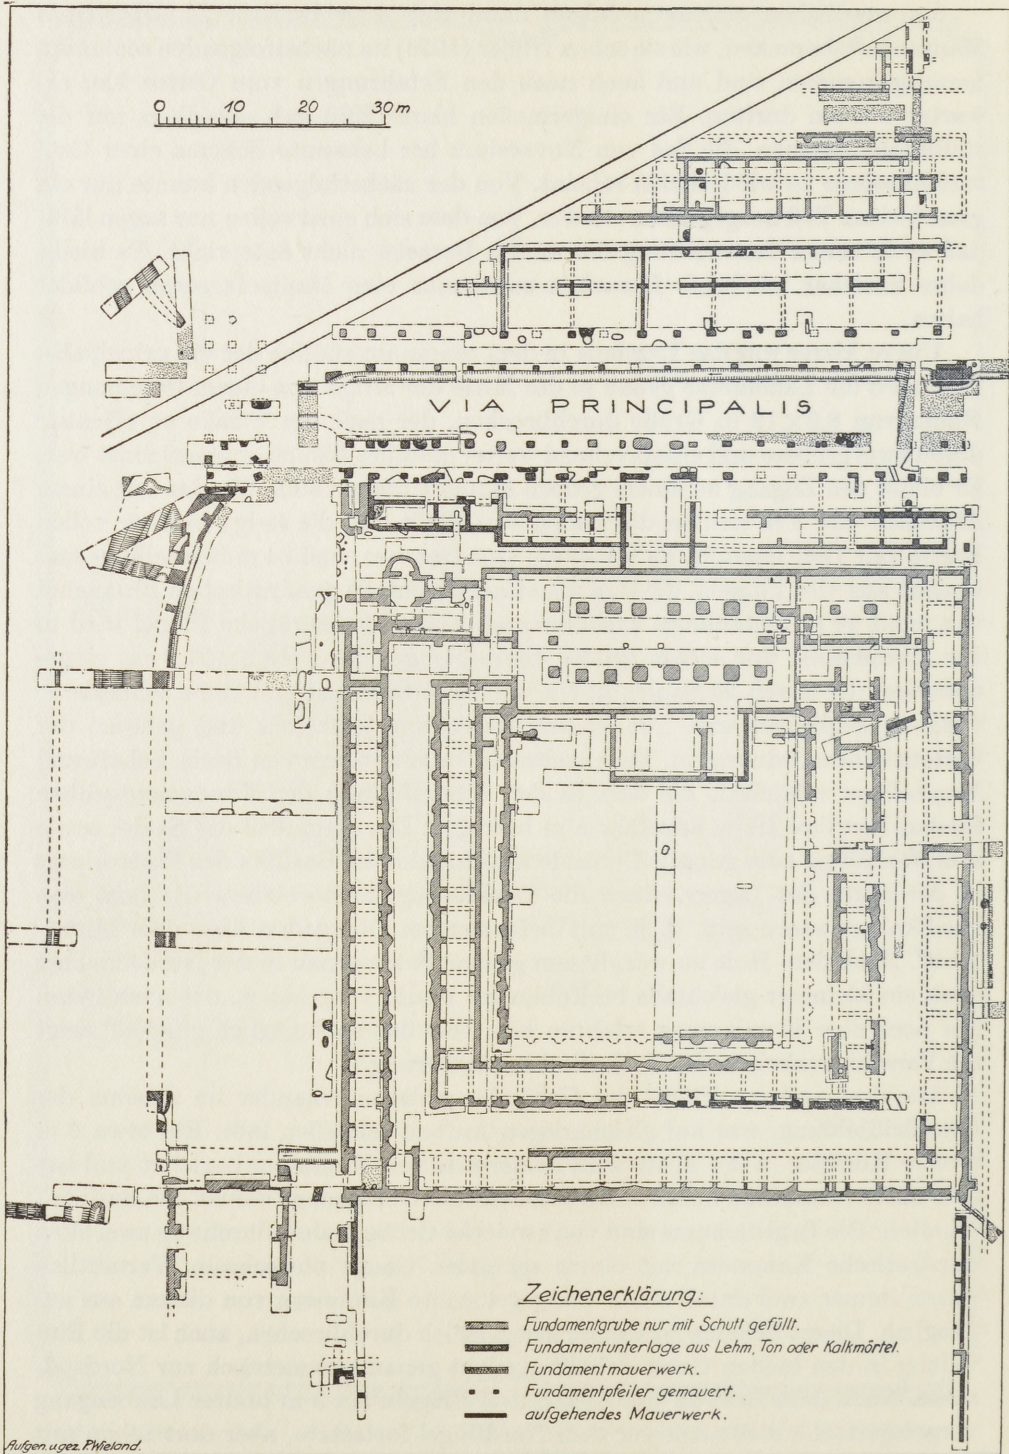 0 10 20 30 m
VIA PRINCIPALIS
Zeichenerklärung:
Fundamentgrube nur mit Schutt gefüllt.
Fundamentunterlage aus Lehm, Ton oder Kalkmörtel.
Fundamentmauerwerk.
Fundamentpfeiler gemauert.
aufgehendes Mauerwerk.
Aufgen. u. gez. P. Wieland.